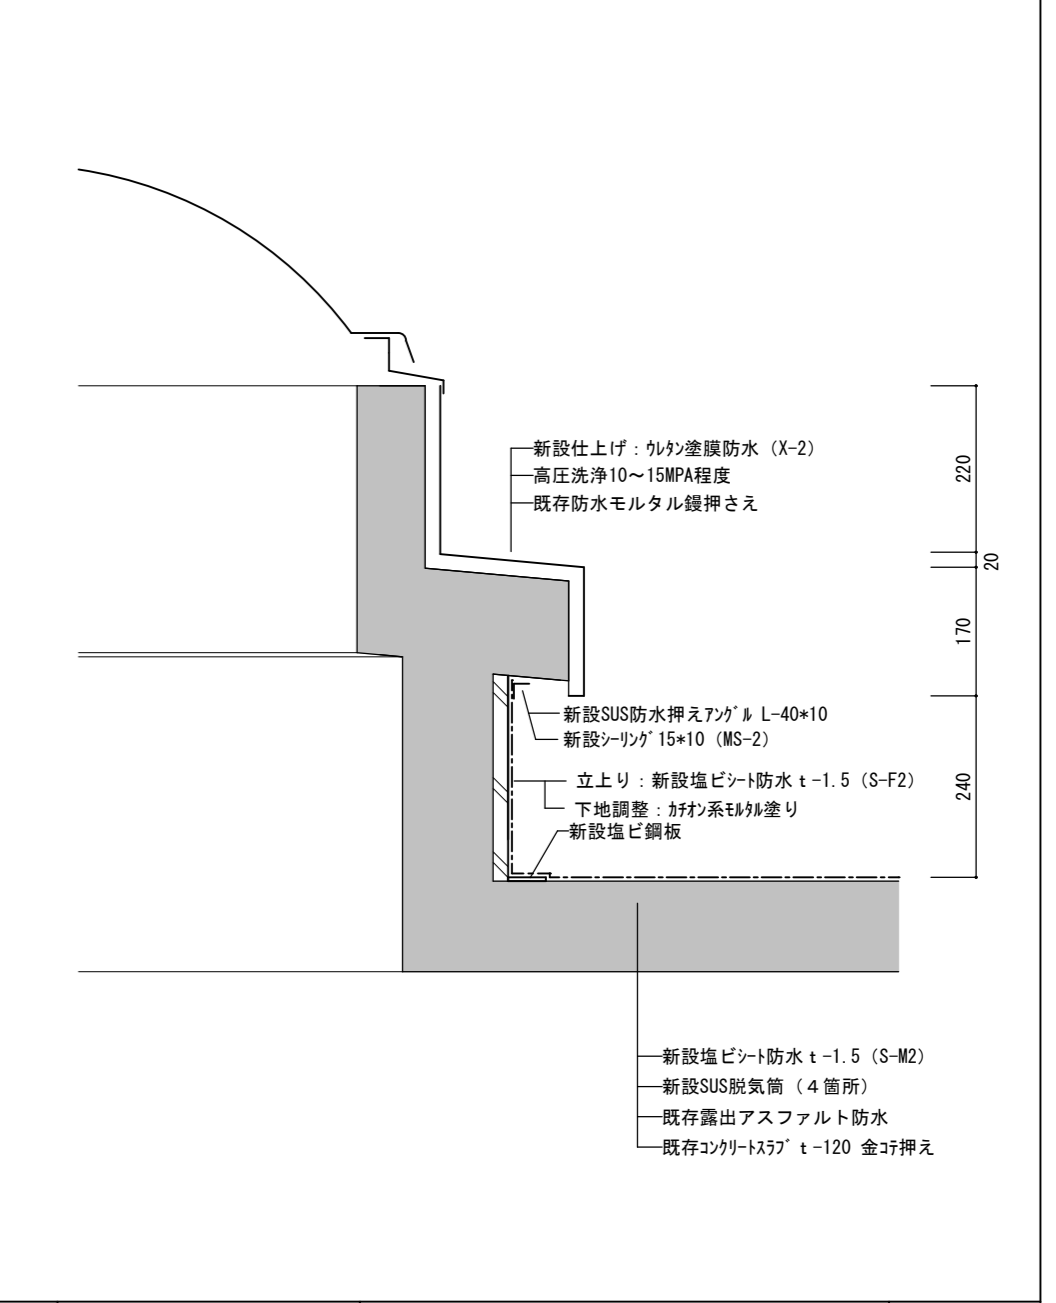 新設仕上げ：ｳﾚﾀﾝ塗膜防水（X-2）
高圧洗浄10～15MPA程度
既存防水モルタル鏝押さえ
220
20
170
新設SUS防水押えｱﾝｸﾞﾙ L-40*10
新設ｼｰﾘﾝｸﾞ15*10（MS-2）
立上り：新設塩ビｼｰﾄ防水ｔ-1.5（S-F2）
下地調整：ｶﾁｵﾝ系ﾓﾙﾀﾙ塗り
新設塩ビ鋼板
240
新設塩ビｼｰﾄ防水ｔ-1.5（S-M2）
新設SUS脱気筒（４箇所）
既存露出アスファルト防水
既存ｺﾝｸﾘｰﾄｽﾗﾌﾞｔ-120 金ｺﾃ押え